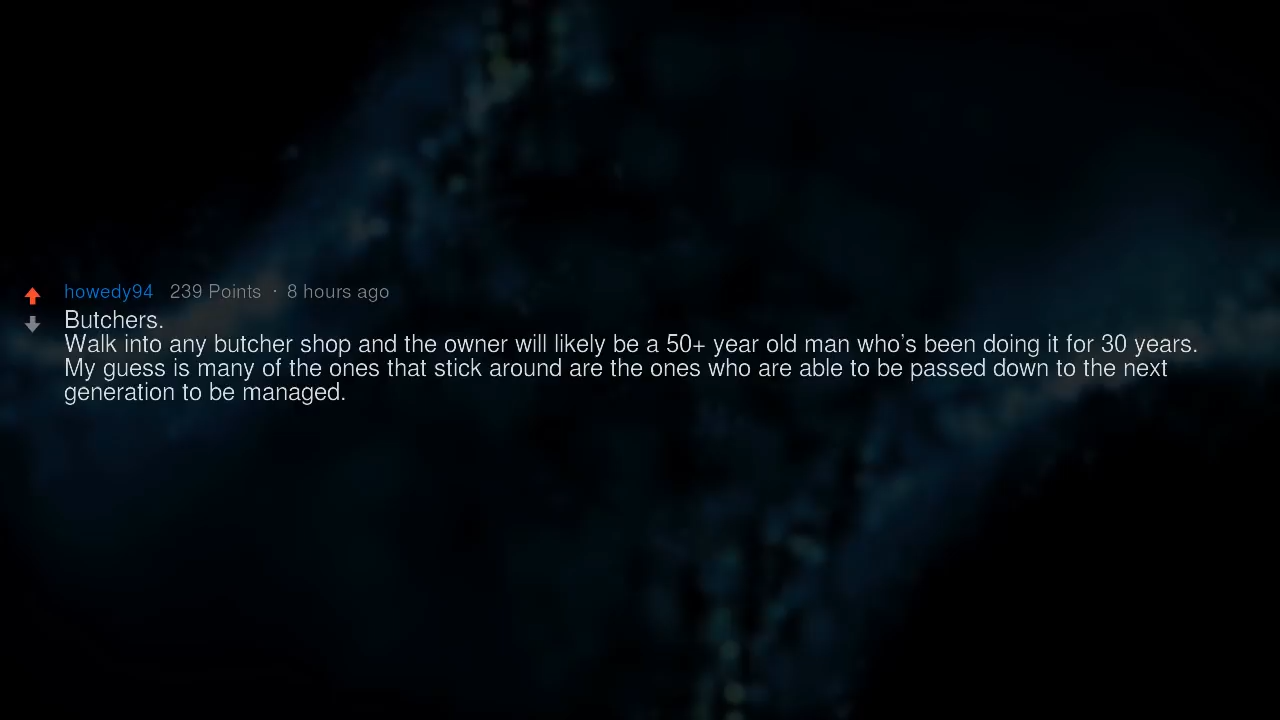 howedy94 239 Points · 8 hours ago
Butchers.
Walk into any butcher shop and the owner will likely be a 50+ year old man who’s been doing it for 30 years.
My guess is many of the ones that stick around are the ones who are able to be passed down to the next
generation to be managed.